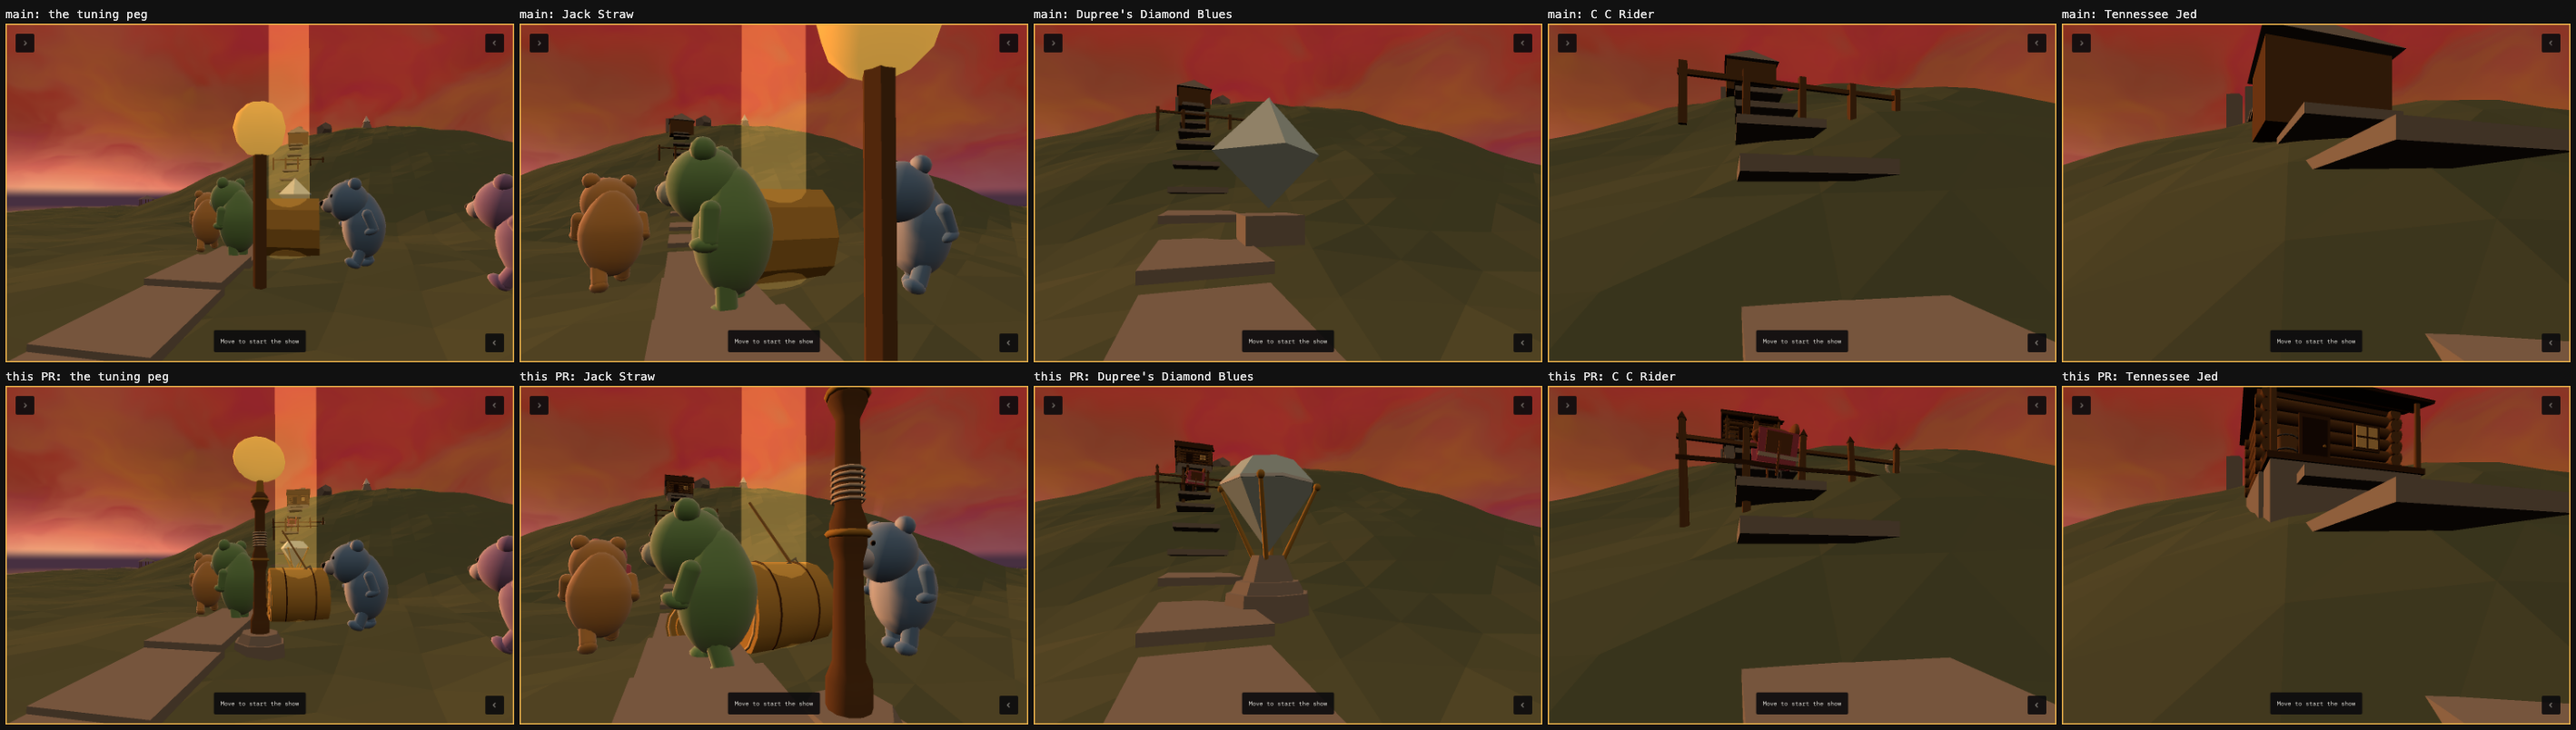 main: the tuning peg
main: Jack Straw
main: Dupree's Diamond Blues
main: C C Rider
main: Tennessee Jed
Move to start the show
Move to start the show
Move to start the show
Move to start the show
Move to start the show
this PR: the tuning peg
this PR: Jack Straw
this PR: Dupree's Diamond Blues
this PR: C C Rider
this PR: Tennessee Jed
Move to start the show
Move to start the show
Move to start the show
Move to start the show
Move to start the show